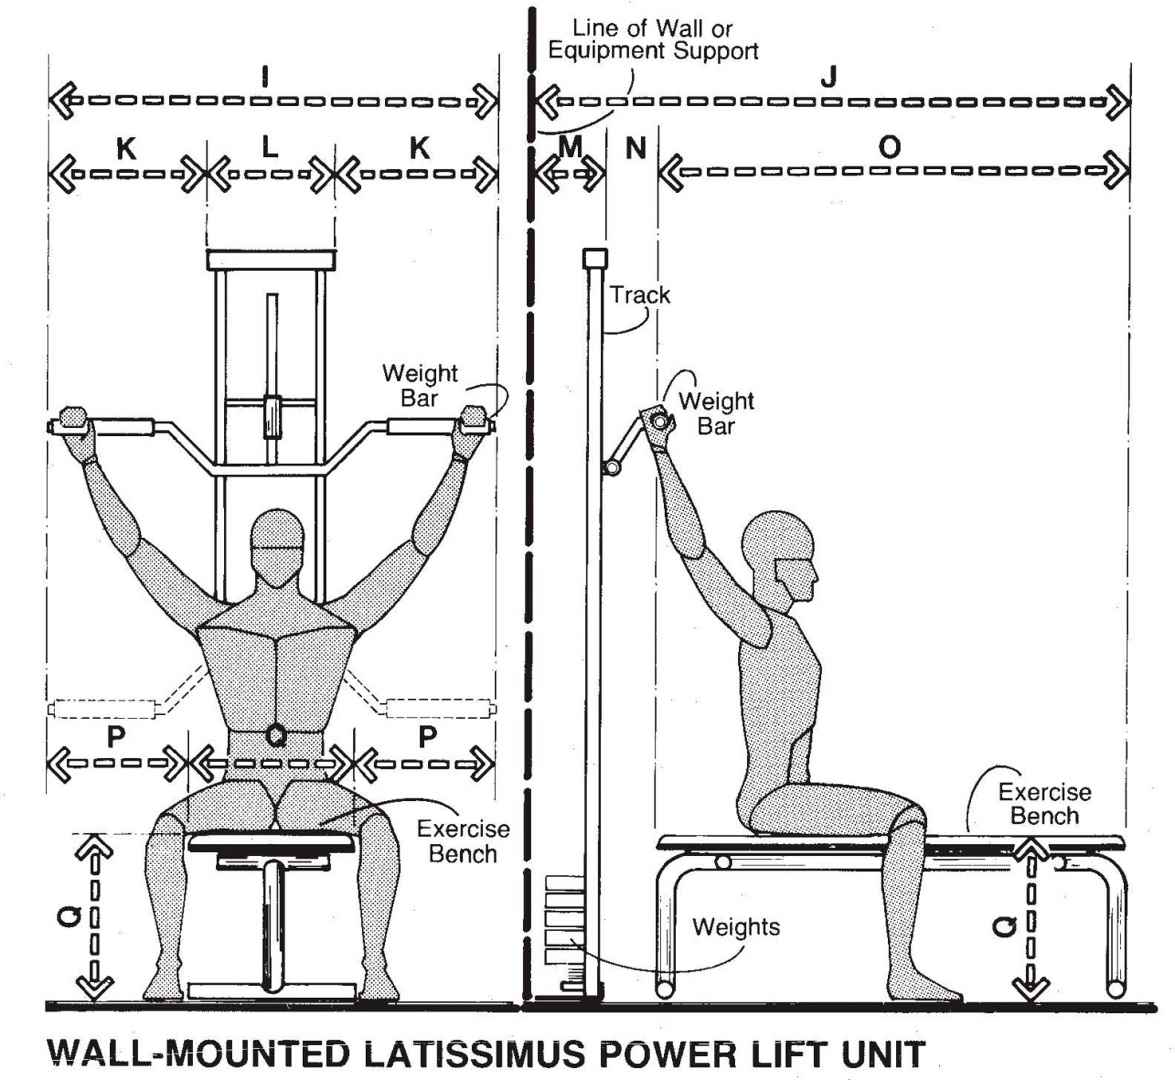 Line of Wall or
Equipment Support
I
J
K
L
K
M
N
O
Track
Weight
Bar
Weight
Bar
P
Q
P
Exercise
Bench
Exercise
Bench
Q
Weights
Q
WALL-MOUNTED LATISSIMUS POWER LIFT UNIT